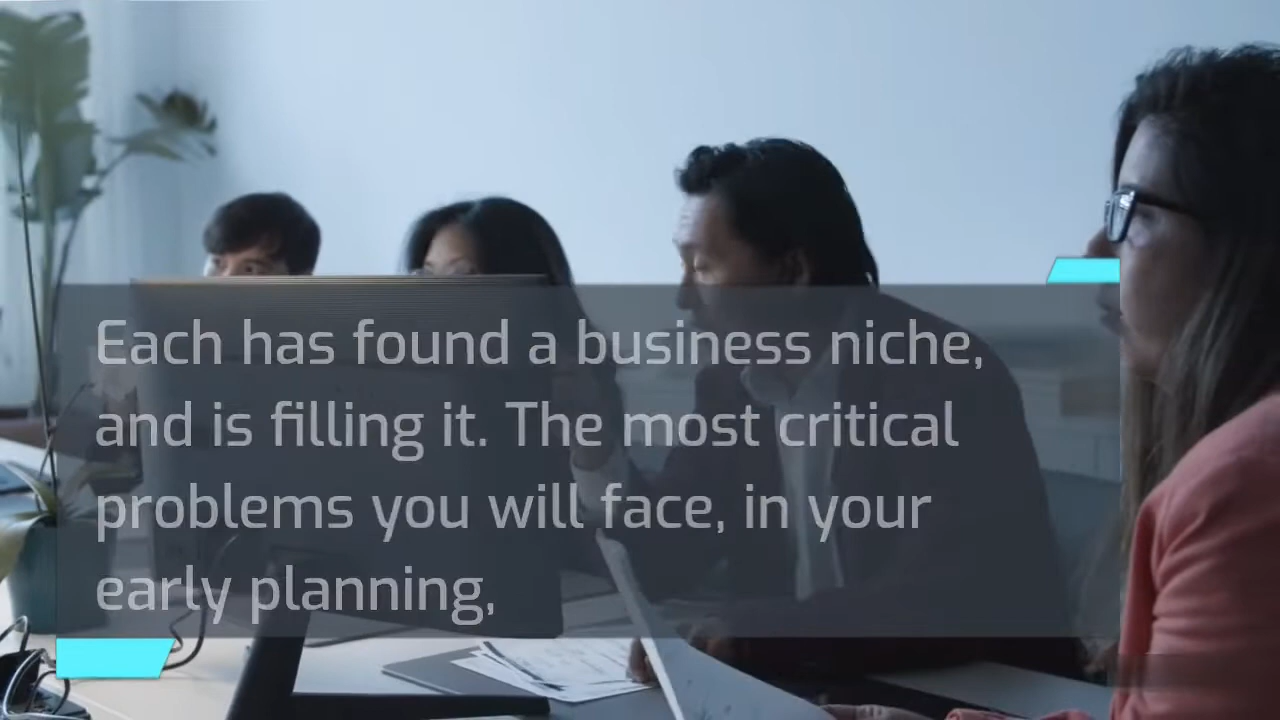 Each has found a business niche,
and is filling it. The most critical
problems you will face, in your
early planning,